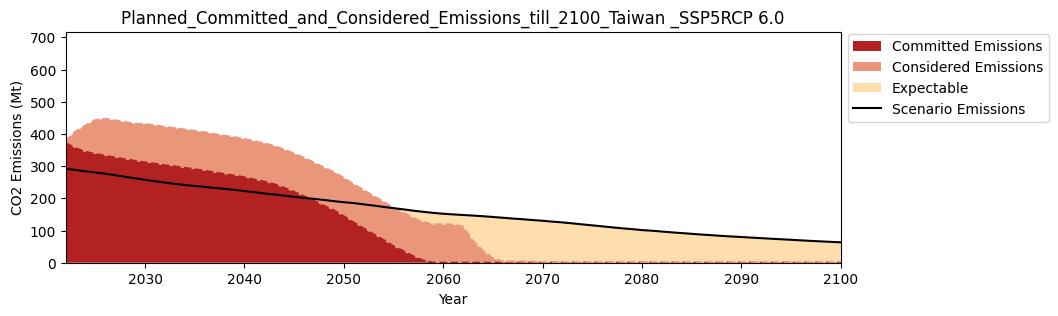 Planned_Committed_and_Considered_Emissions_till_2100_Taiwan _SSP5RCP 6.0
700
600
500
400
300
200
100
0
CO2 Emissions (Mt)
2030 2040 2050 2060 2070 2080 2090 2100
Year
Committed Emissions
Considered Emissions
Expectable
Scenario Emissions